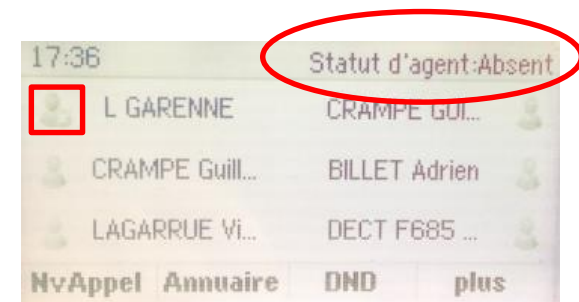 17:36 Statut d'agent:Absent
L GARENNE CRAMPE GUI...
CRAMPE Guill... BILLET Adrien
LAGARRUE Vi... DECT F685 ...
NvAppel Annuaire DND plus